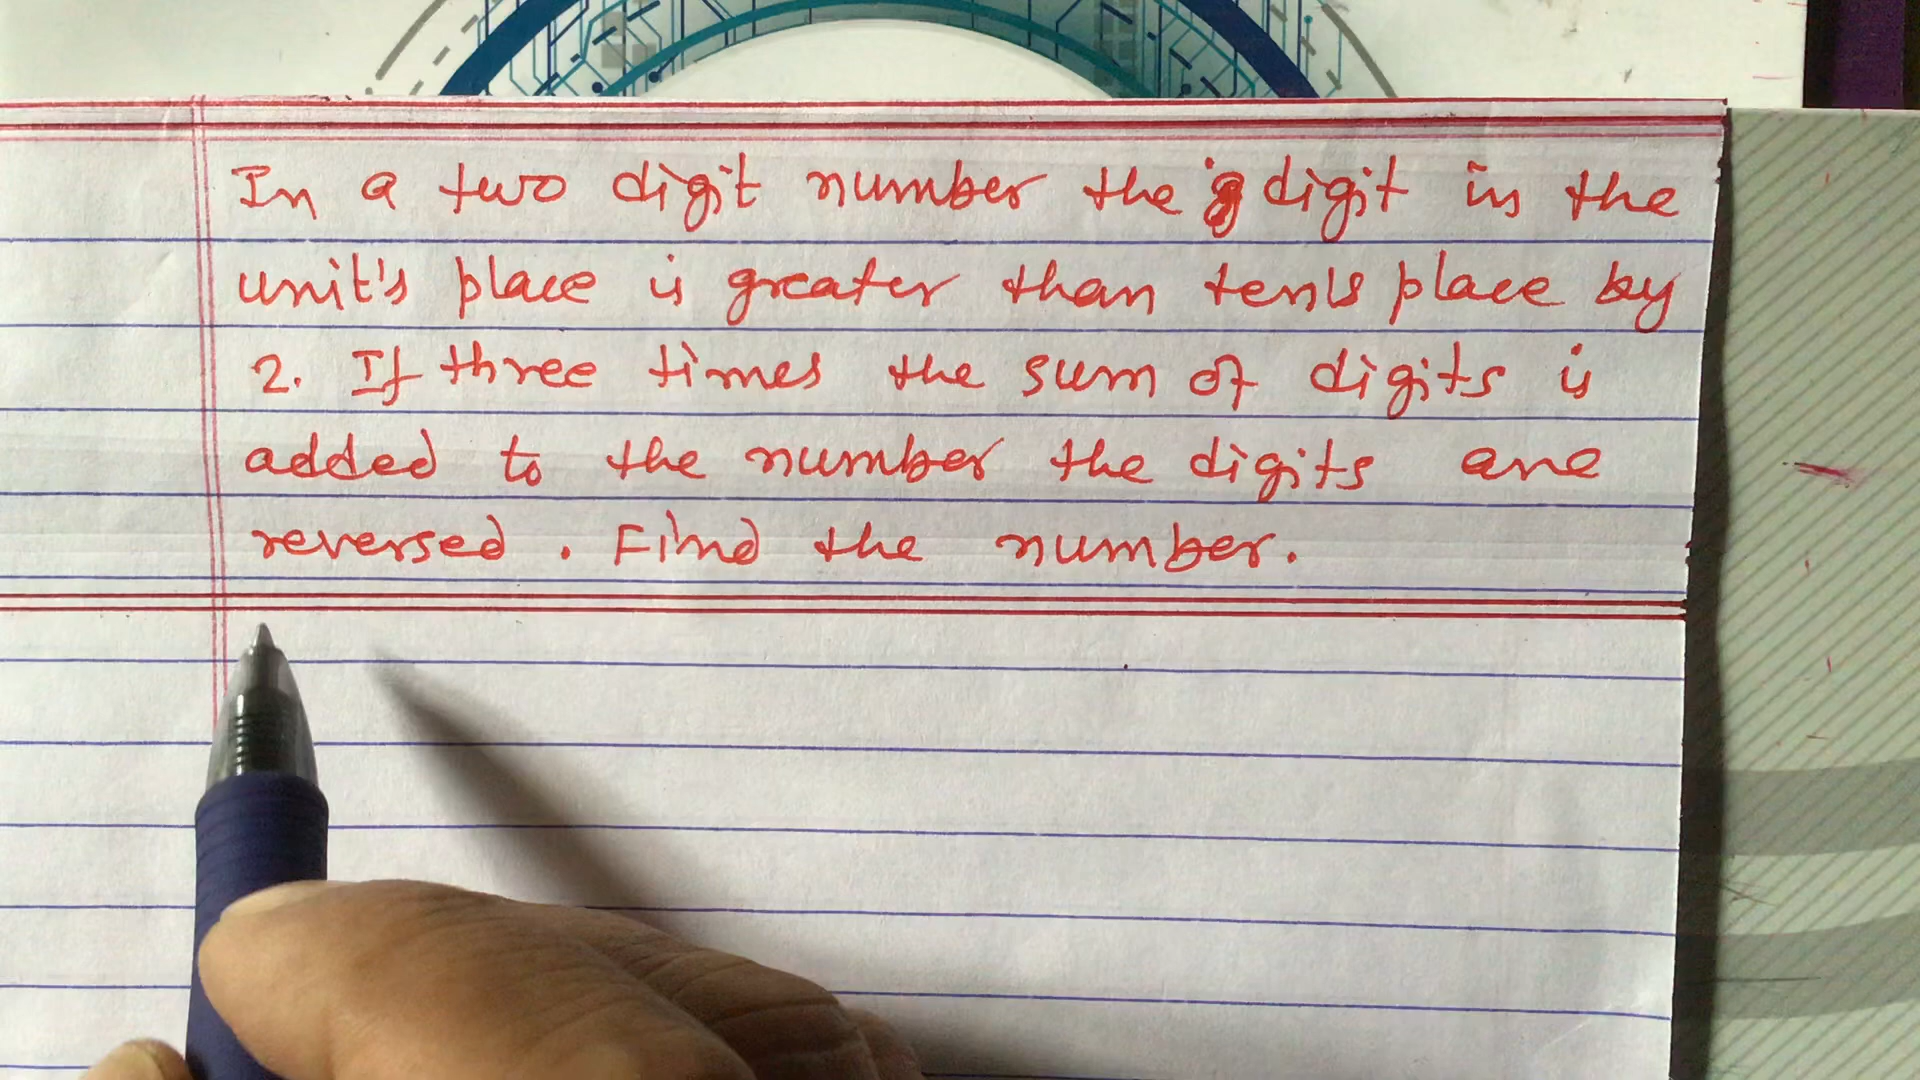 In a two digit number the digit in the
unit's place is greater than ten's place by
2. If three times the sum of digits is
added to the number the digits are
reversed. Find the number.